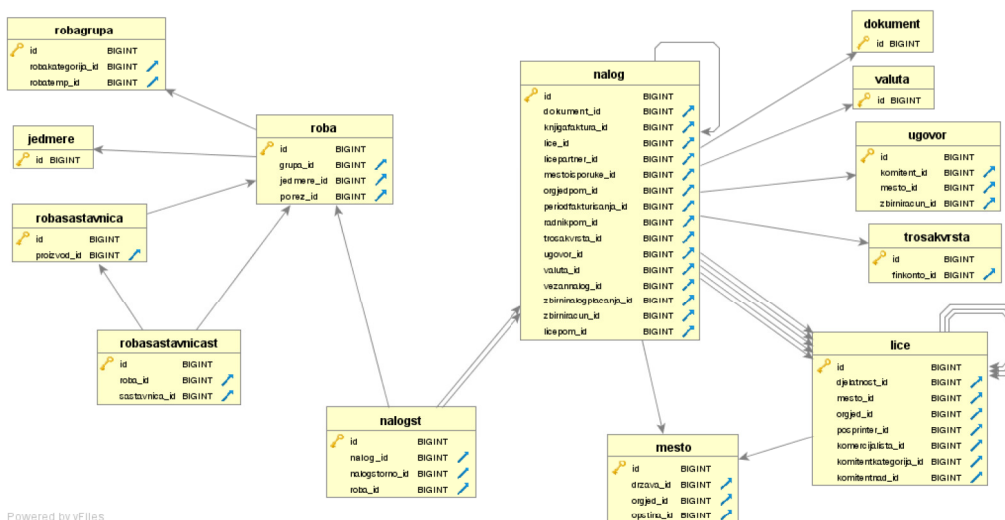 robagrupa
id BIGINT
robakategorija_id BIGINT
robatemp_id BIGINT
jedmere
id BIGINT
roba
id BIGINT
grupa_id BIGINT
jedmere_id BIGINT
porez_id BIGINT
robasastavnica
id BIGINT
proizvod_id BIGINT
robasastavnicast
id BIGINT
roba_id BIGINT
sastavnica_id BIGINT
nalogst
id BIGINT
nalog_id BIGINT
nalogstorno_id BIGINT
roba_id BIGINT
nalog
id BIGINT
dokument_id BIGINT
knjigafaktura_id BIGINT
lice_id BIGINT
licepartner_id BIGINT
mestoisporuke_id BIGINT
orgjedpom_id BIGINT
periodfakturisanja_id BIGINT
radnikpom_id BIGINT
trosakvrsta_id BIGINT
ugovor_id BIGINT
valuta_id BIGINT
vezannalog_id BIGINT
zbirninalogplacanja_id BIGINT
zbirniracun_id BIGINT
licepom_id BIGINT
dokument
id BIGINT
valuta
id BIGINT
ugovor
id BIGINT
komitent_id BIGINT
mesto_id BIGINT
zbirniracun_id BIGINT
trosakvrsta
id BIGINT
finkonto_id BIGINT
lice
id BIGINT
djelatnost_id BIGINT
mesto_id BIGINT
orgjed_id BIGINT
posprinter_id BIGINT
komercijalista_id BIGINT
komitentkategorija_id BIGINT
komitentnad_id BIGINT
mesto
id BIGINT
drzava_id BIGINT
orgjed_id BIGINT
opstina_id BIGINT
Powered by yFiles